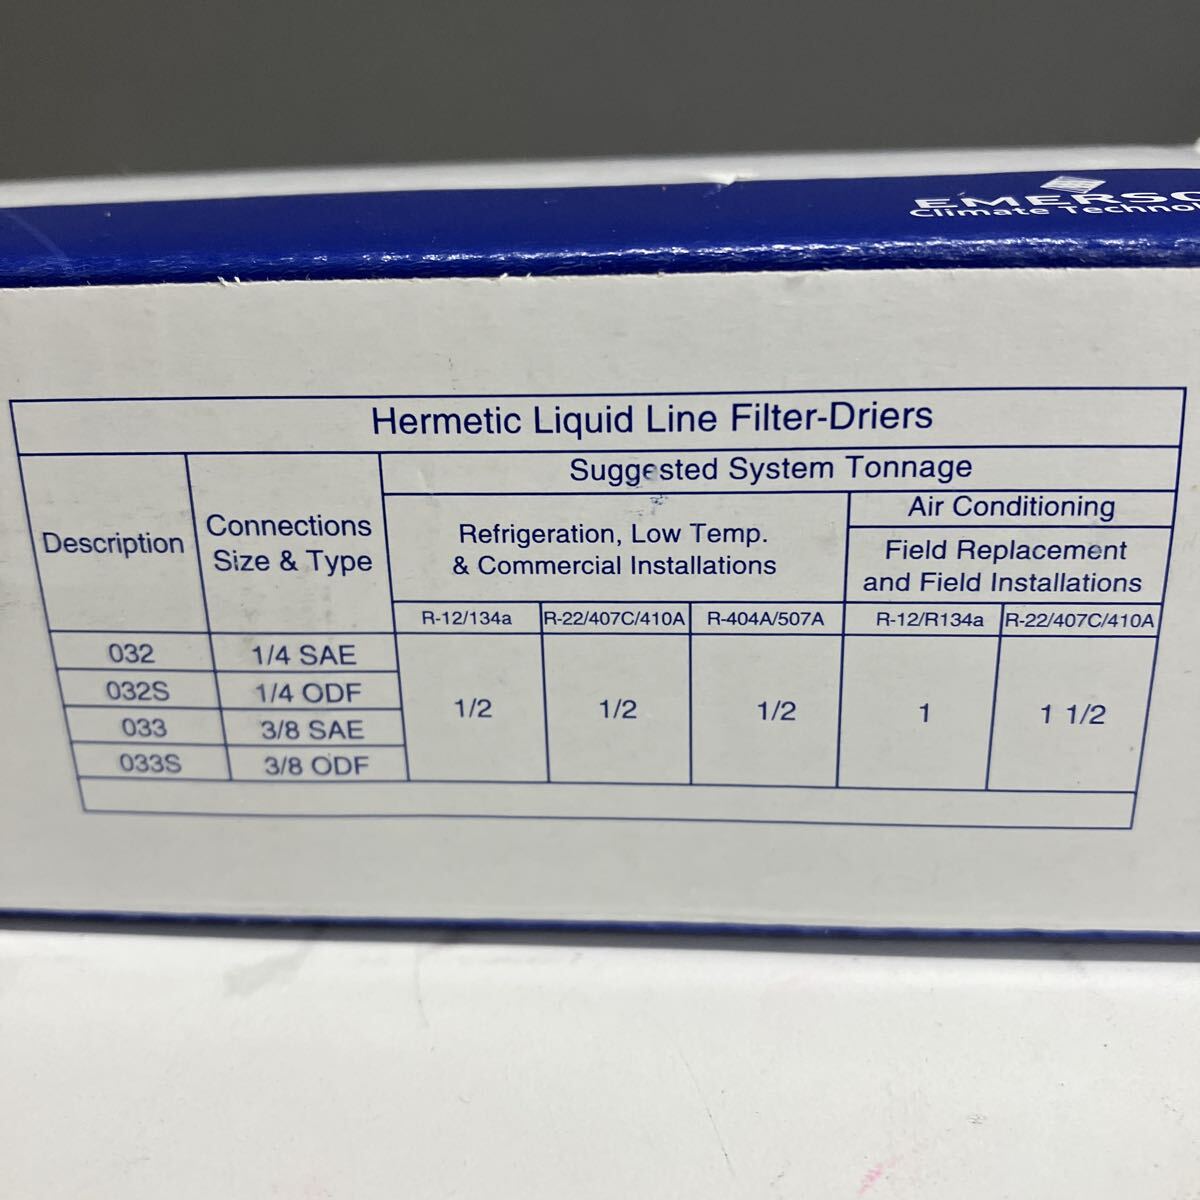 EMERSO
Climate Technol
Hermetic Liquid Line Filter-Driers
Description
Connections
Size & Type
Suggested System Tonnage
Refrigeration, Low Temp.
& Commercial Installations
Air Conditioning
Field Replacement
and Field Installations
R-12/134a R-22/407C/410A R-404A/507A R-12/R134a R-22/407C/410A
032 1/4 SAE
032S 1/4 ODF
033 3/8 SAE
033S 3/8 ODF
1/2 1/2 1/2 1 1 1/2